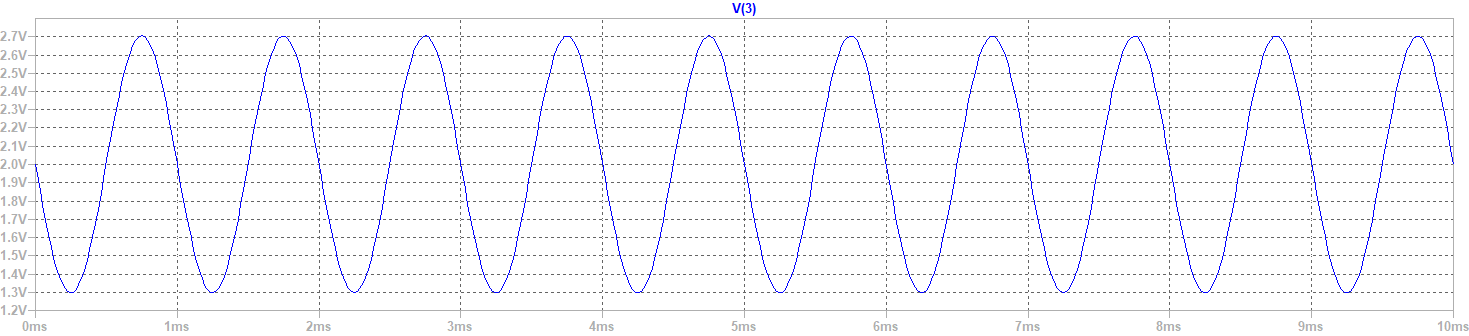 V(3)
2.7V
2.6V
2.5V
2.4V
2.3V
2.2V
2.1V
2.0V
1.9V
1.8V
1.7V
1.6V
1.5V
1.4V
1.3V
1.2V
0ms 1ms 2ms 3ms 4ms 5ms 6ms 7ms 8ms 9ms 10ms